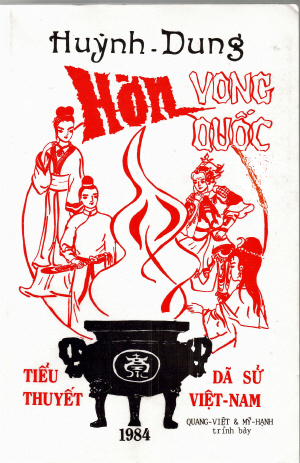 Huỳnh-Dung
Hờn VONG
QUỐC
TIỂU DÃ SỬ
THUYẾT VIỆT-NAM
QUANG-VIỆT & MỸ-HẠNH
trình bày
1984